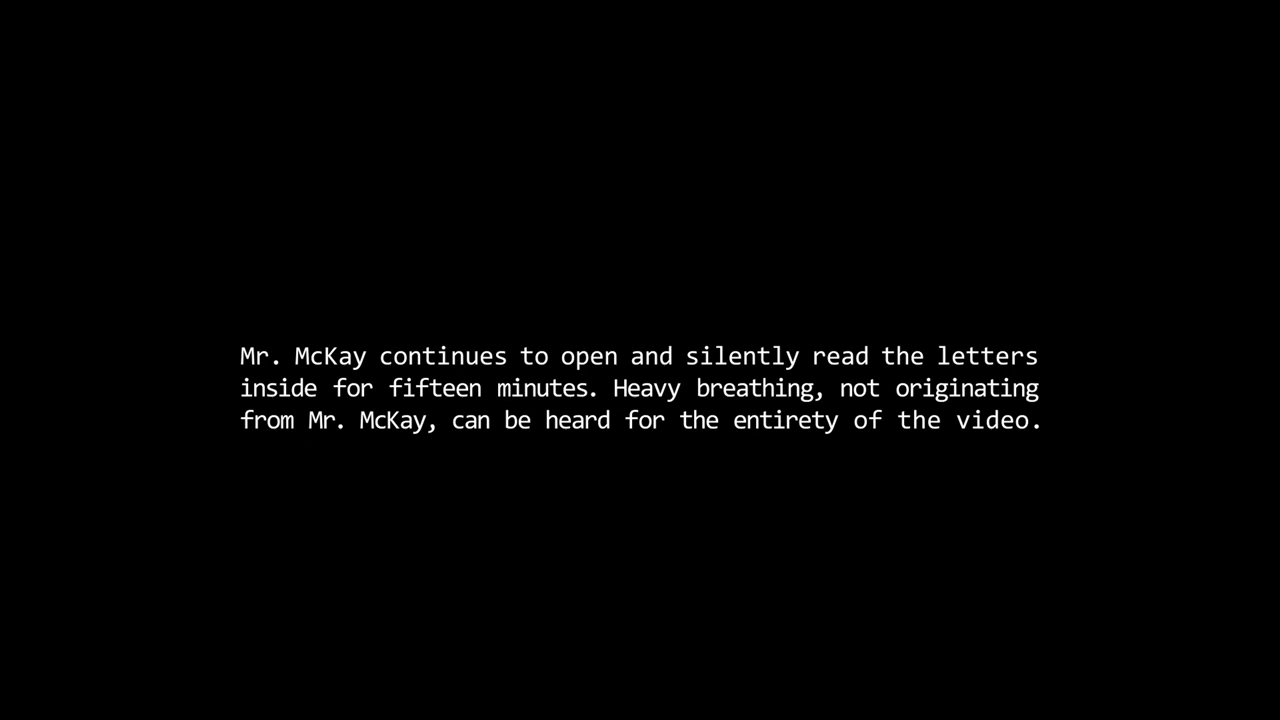 Mr. McKay continues to open and silently read the letters
inside for fifteen minutes. Heavy breathing, not originating
from Mr. McKay, can be heard for the entirety of the video.